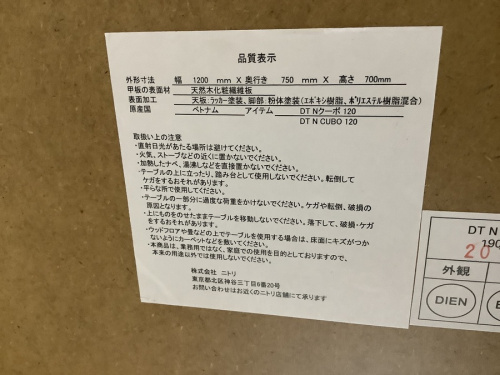 品質表示
外形寸法　幅　1200　mm　X　奥行き　750　mm　X　高さ　700mm
甲板の表面材　天然木化粧繊維板
表面加工　天板:ラッカー塗装、脚部:粉体塗装(エポキシ樹脂、ポリエステル樹脂混合)
原産国　ベトナム　アイテム　DT Nクーポ 120
DT N CUBO 120
取扱い上の注意
・直射日光があたる場所は避けてください。
・火気、ストーブなどの近くに置かないでください。
・加熱したナベ、湯沸しなどを直接置かないでください。
・テーブルの上に立ったり、踏み台として使用しないでください。転倒して
ケガをするおそれがあります。
・平らな所で使用してください。
・テーブルの一部分に過度な荷重をかけないでください。ケガや転倒、破損の
原因となります。
・上にものをのせたままテーブルを移動しないでください。落下して、破損・ケガ
をするおそれがあります。
・ウッドフロアや畳などの上でテーブルを使用する場合は、床面にキズがつか
ないようにカーペットなどを敷いてください。
・本商品は、業務用ではなく、家庭での使用を目的としておりますので、
本来の用途以外では使用しないでください。
株式会社 ニトリ
東京都北区神谷三丁目6番20号
お問い合わせはお近くのニトリ店舗にて承ります
DT N
190
20
外観
DIEN